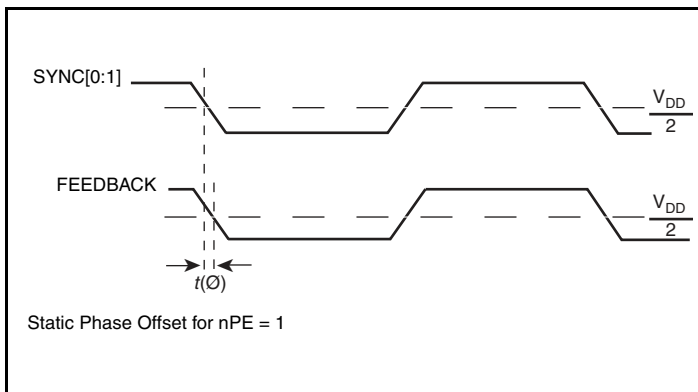 SYNC[0:1]
V_DD
2
FEEDBACK
V_DD
2
t(Ø)
Static Phase Offset for nPE = 1